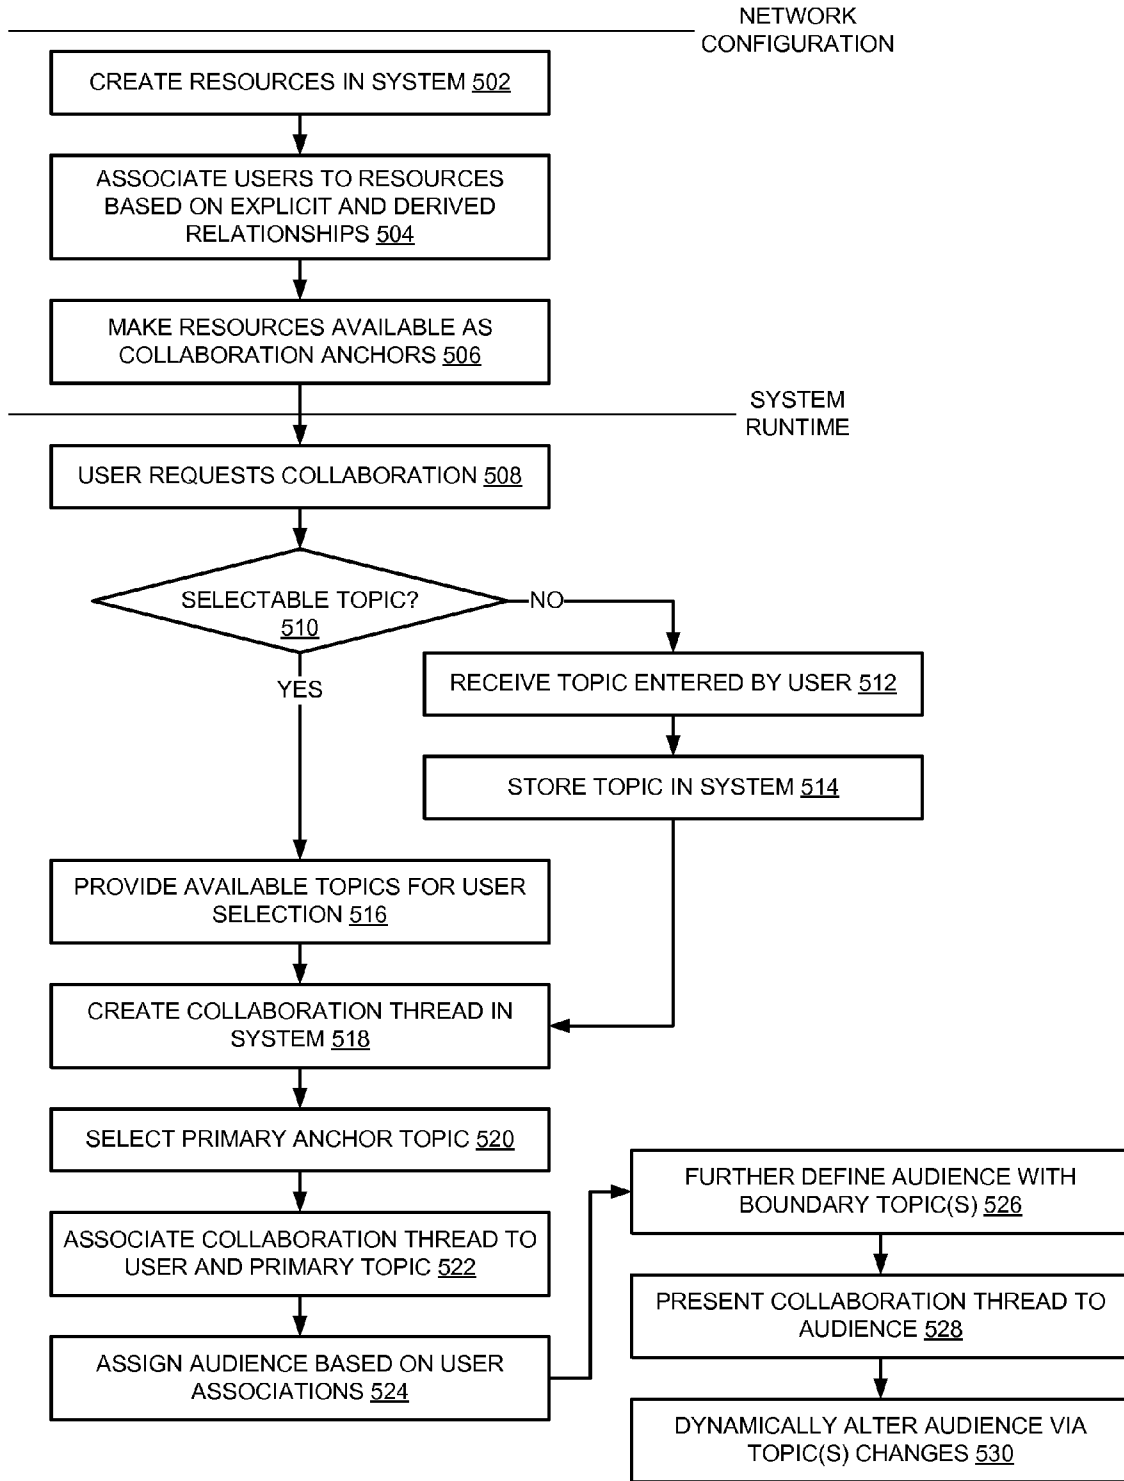 NETWORK
CONFIGURATION
CREATE RESOURCES IN SYSTEM 502
ASSOCIATE USERS TO RESOURCES
BASED ON EXPLICIT AND DERIVED
RELATIONSHIPS 504
MAKE RESOURCES AVAILABLE AS
COLLABORATION ANCHORS 506
SYSTEM
RUNTIME
USER REQUESTS COLLABORATION 508
SELECTABLE TOPIC?
510
NO
YES
RECEIVE TOPIC ENTERED BY USER 512
STORE TOPIC IN SYSTEM 514
PROVIDE AVAILABLE TOPICS FOR USER
SELECTION 516
CREATE COLLABORATION THREAD IN
SYSTEM 518
SELECT PRIMARY ANCHOR TOPIC 520
ASSOCIATE COLLABORATION THREAD TO
USER AND PRIMARY TOPIC 522
ASSIGN AUDIENCE BASED ON USER
ASSOCIATIONS 524
FURTHER DEFINE AUDIENCE WITH
BOUNDARY TOPIC(S) 526
PRESENT COLLABORATION THREAD TO
AUDIENCE 528
DYNAMICALLY ALTER AUDIENCE VIA
TOPIC(S) CHANGES 530